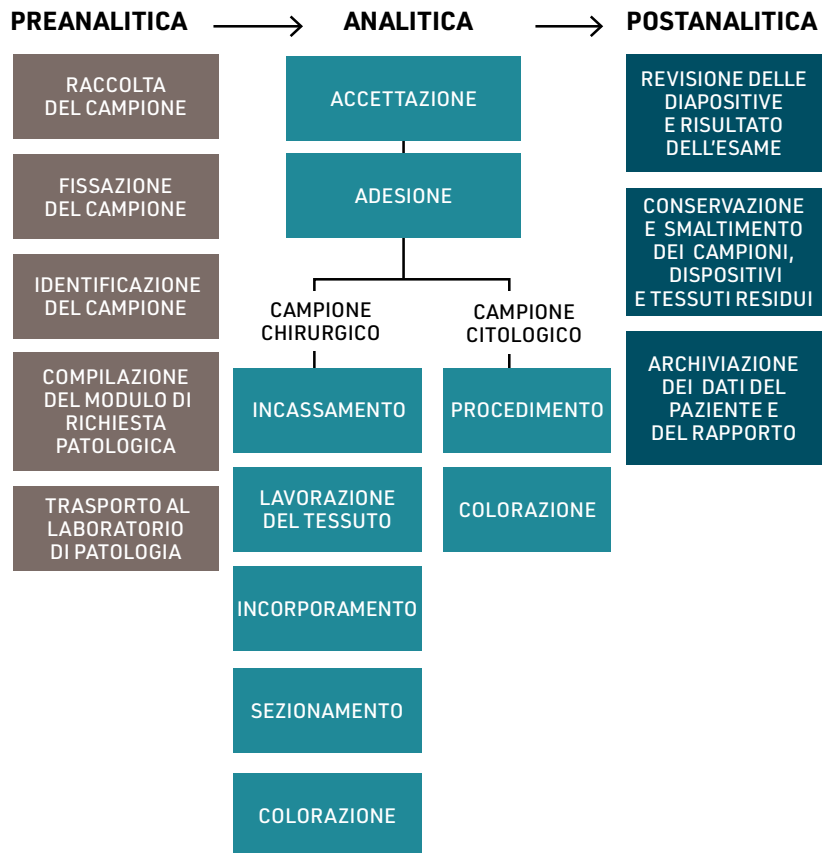 PREANALITICA
ANALITICA
POSTANALITICA
RACCOLTA
DEL CAMPIONE
FISSAZIONE
DEL CAMPIONE
IDENTIFICAZIONE
DEL CAMPIONE
COMPILAZIONE
DEL MODULO DI
RICHIESTA
PATOLOGICA
TRASPORTO AL
LABORATORIO
DI PATOLOGIA
ACCETTAZIONE
ADESIONE
CAMPIONE
CHIRURGICO
INCASSAMENTO
LAVORAZIONE
DEL TESSUTO
INCORPORAMENTO
SEZIONAMENTO
COLORAZIONE
CAMPIONE
CITOLOGICO
PROCEDIMENTO
COLORAZIONE
REVISIONE DELLE
DIAPOSITIVE
E RISULTATO
DELL'ESAME
CONSERVAZIONE
E SMALTIMENTO
DEI CAMPIONI,
DISPOSITIVI
E TESSUTI RESIDUI
ARCHIVIAZIONE
DEI DATI DEL
PAZIENTE E
DEL RAPPORTO